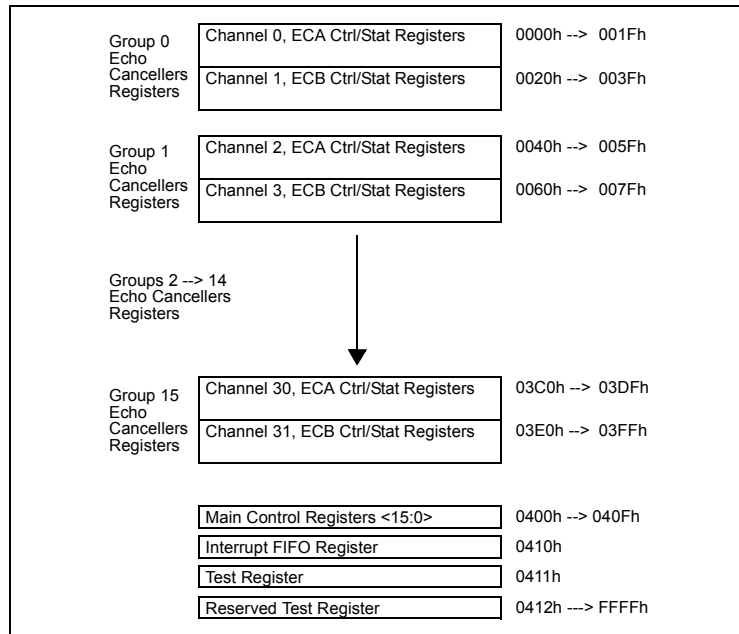 Group 0
Echo
Cancellers
Registers
Channel 0, ECA Ctrl/Stat Registers
0000h --> 001Fh
Channel 1, ECB Ctrl/Stat Registers
0020h --> 003Fh
Group 1
Echo
Cancellers
Registers
Channel 2, ECA Ctrl/Stat Registers
0040h --> 005Fh
Channel 3, ECB Ctrl/Stat Registers
0060h --> 007Fh
Groups 2 --> 14
Echo Cancellers
Registers
Group 15
Echo
Cancellers
Registers
Channel 30, ECA Ctrl/Stat Registers
03C0h --> 03DFh
Channel 31, ECB Ctrl/Stat Registers
03E0h --> 03FFh
Main Control Registers <15:0>
0400h --> 040Fh
Interrupt FIFO Register
0410h
Test Register
0411h
Reserved Test Register
0412h ---> FFFFh